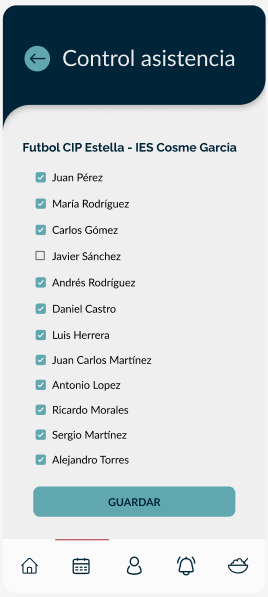 Control asistencia
Futbol CIP Estella - IES Cosme Garcia
Juan Pérez
María Rodríguez
Carlos Gómez
Javier Sánchez
Andrés Rodríguez
Daniel Castro
Luis Herrera
Juan Carlos Martínez
Antonio Lopez
Ricardo Morales
Sergio Martínez
Alejandro Torres
GUARDAR